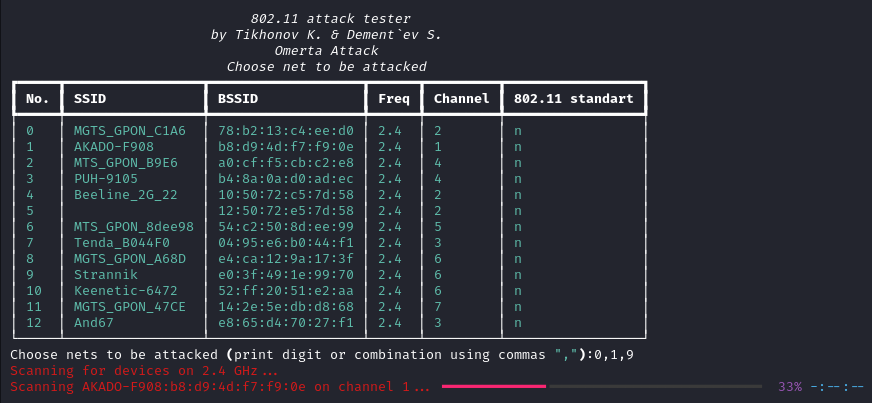 802.11 attack tester
by Tikhonov K. & Dement`ev S.
Omerta Attack
Choose net to be attacked
No. SSID BSSID Freq Channel 802.11 standart
0 MGTS_GPON_C1A6 78:b2:13:c4:ee:d0 2.4 2 n
1 AKADO-F908 b8:d9:4d:f7:f9:0e 2.4 1 n
2 MTS_GPON_B9E6 a0:cf:f5:cb:c2:e8 2.4 4 n
3 PUH-9105 b4:8a:0a:d0:ad:ec 2.4 4 n
4 Beeline_2G_22 10:50:72:c5:7d:58 2.4 2 n
5 12:50:72:e5:7d:58 2.4 2 n
6 MTS_GPON_8dee98 54:c2:50:8d:ee:99 2.4 5 n
7 Tenda_B044F0 04:95:e6:b0:44:f1 2.4 3 n
8 MGTS_GPON_A68D e4:ca:12:9a:17:3f 2.4 6 n
9 Strannik e0:3f:49:1e:99:70 2.4 6 n
10 Keenetic-6472 52:ff:20:51:e2:aa 2.4 6 n
11 MGTS_GPON_47CE 14:2e:5e:db:d8:68 2.4 7 n
12 And67 e8:65:d4:70:27:f1 2.4 3 n
Choose nets to be attacked (print digit or combination using commas ","):0,1,9
Scanning for devices on 2.4 GHz...
Scanning AKADO-F908:b8:d9:4d:f7:f9:0e on channel 1... 33% -:--:--